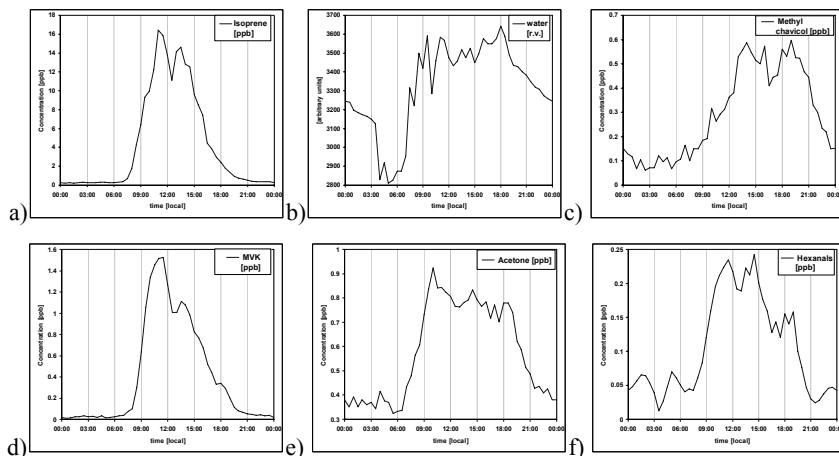 a)
Isoprene
[ppb]
Concentration [ppb]
18
16
14
12
10
8
6
4
2
0
00:00 03:00 06:00 09:00 12:00 15:00 18:00 21:00 00:00
time [local]
b)
water
[r.v.]
[arbitrary units]
3700
3600
3500
3400
3300
3200
3100
3000
2900
2800
00:00 03:00 06:00 09:00 12:00 15:00 18:00 21:00 00:00
time [local]
c)
Methyl
chavicol [ppb]
Concentration [ppb]
0.7
0.6
0.5
0.4
0.3
0.2
0.1
0
00:00 03:00 06:00 09:00 12:00 15:00 18:00 21:00 00:00
time [local]
d)
MVK
[ppb]
Concentration [ppb]
1.6
1.4
1.2
1
0.8
0.6
0.4
0.2
0
00:00 03:00 06:00 09:00 12:00 15:00 18:00 21:00 00:00
time [local]
e)
Acetone [ppb]
Concentration [ppb]
1
0.9
0.8
0.7
0.6
0.5
0.4
0.3
00:00 03:00 06:00 09:00 12:00 15:00 18:00 21:00 00:00
time [local]
f)
Hexanals
[ppb]
Concentration [ppb]
0.25
0.2
0.15
0.1
0.05
0
00:00 03:00 06:00 09:00 12:00 15:00 18:00 21:00 00:00
time [local]